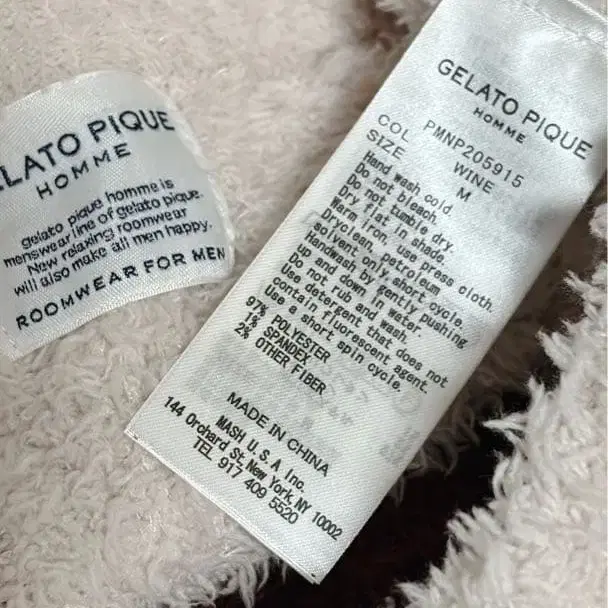 LATO PIQUE
HOMME
gelato pique homme is
menswear line of gelato pique.
New relaxing roomwear
will also make all men happy.
ROOMWEAR FOR MEN
GELATO PIQUE
HOMME
PMNP205915
COL WINE
SIZE M
Hand wash cold.
Do not bleach.
Do not tumble dry.
Dry flat in shade.
Warm iron, use press cloth.
Dryclean, petroleum
solvent only, short cycle.
Handwash by gently pushing
up and down in water.
Do not rub and wash.
Use detergent that does not
contain fluorescent agent.
Use a short spin cycle.
97% POLYESTER
1% SPANDEX
2% OTHER FIBER
MADE IN CHINA
MASH U.S.A Inc.
144 Orchard St. New York, NY 10002
TEL 917 409 5520